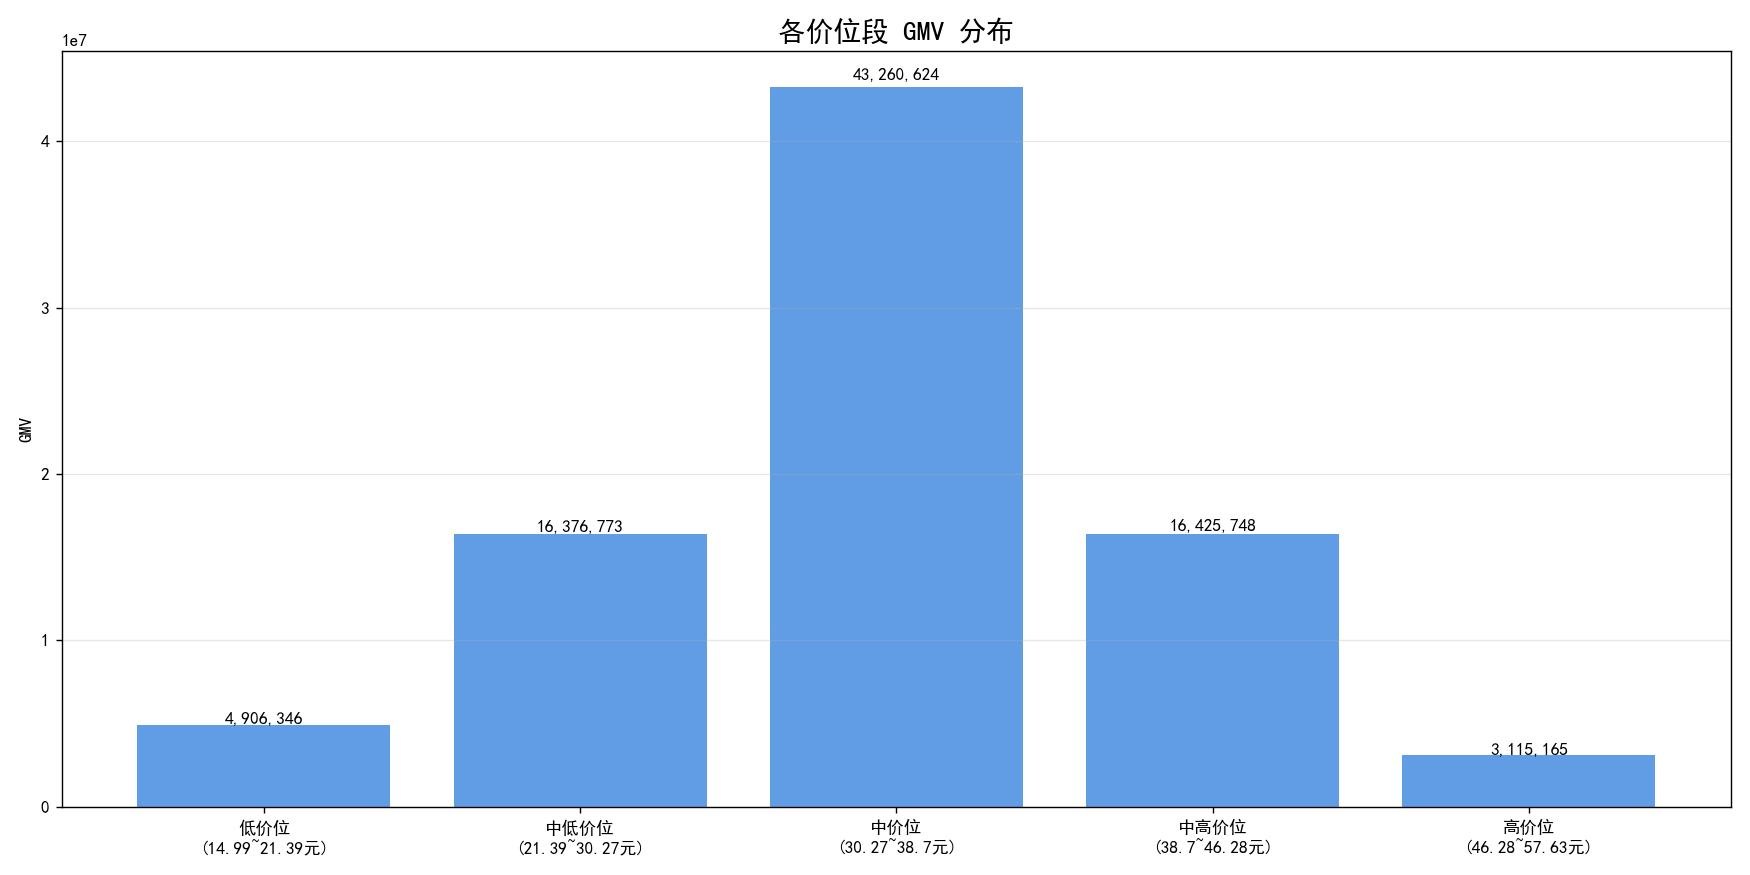 各价位段 GMV 分布
1e7
43,260,624
4
3
2
16,376,773
16,425,748
1
4,906,346
3,115,165
0
GMV
低价位
(14.99~21.39元)
中低价位
(21.39~30.27元)
中价位
(30.27~38.7元)
中高价位
(38.7~46.28元)
高价位
(46.28~57.63元)